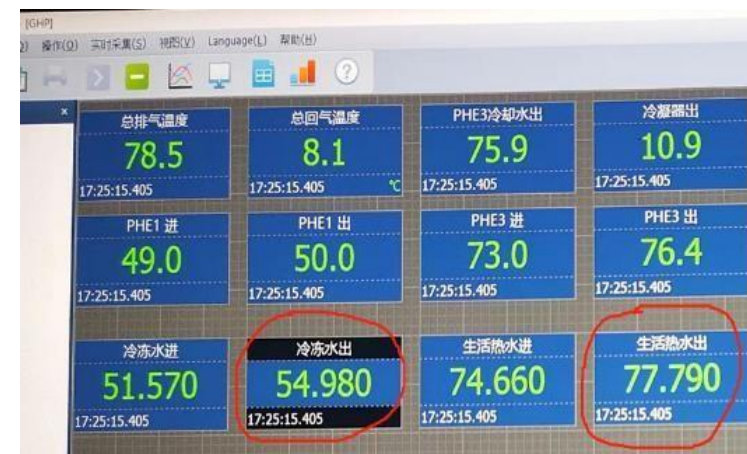 [GHP]
操作(O) 实时采集(S) 视图(V) Language(L) 帮助(H)
总排气温度 总回气温度 PHE3冷却水出 冷凝器出
78.5 8.1 75.9 10.9
17:25:15.405 17:25:15.405 ℃ 17:25:15.405 17:25:15.405
PHE1 进 PHE1 出 PHE3 进 PHE3 出
49.0 50.0 73.0 76.4
17:25:15.405 17:25:15.405 17:25:15.405 17:25:15.405
冷冻水进 冷冻水出 生活热水进 生活热水出
51.570 54.980 74.660 77.790
17:25:15.405 17:25:15.405 17:25:15.405 17:25:15.405